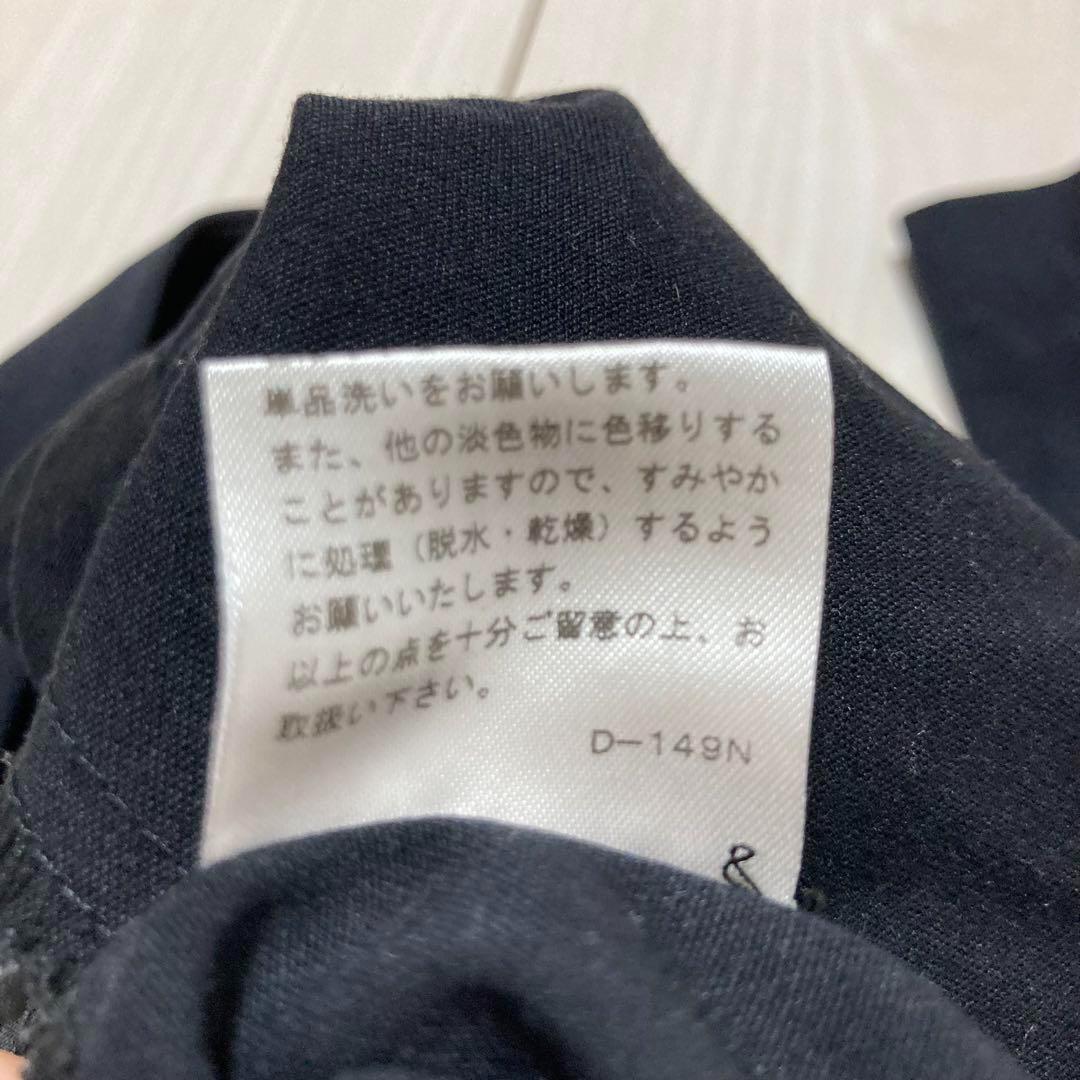 単品洗いをお願いします。
また、他の淡色物に色移りする
ことがありますので、すみやか
に処理（脱水・乾燥）するよう
お願いいたします。
以上の点を十分ご留意の上、お
取扱い下さい。
D-149N